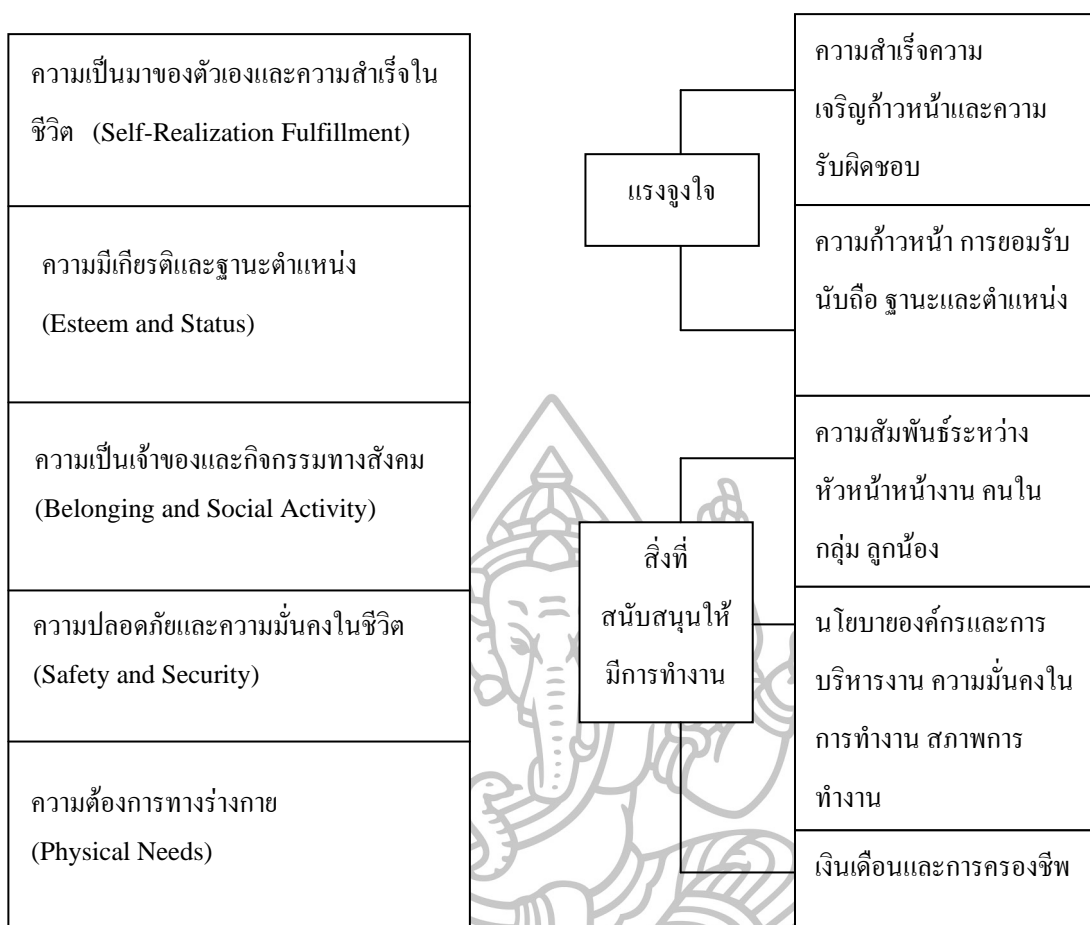 ความเป็นมาของตัวเองและความสำเร็จใน
ชีวิต (Self-Realization Fulfillment)
ความมีเกียรติและฐานะตำแหน่ง
(Esteem and Status)
ความเป็นเจ้าของและกิจกรรมทางสังคม
(Belonging and Social Activity)
ความปลอดภัยและความมั่นคงในชีวิต
(Safety and Security)
ความต้องการทางร่างกาย
(Physical Needs)
แรงจูงใจ
ความสำเร็จความ
เจริญก้าวหน้าและความ
รับผิดชอบ
ความก้าวหน้า การยอมรับ
นับถือ ฐานะและตำแหน่ง
สิ่งที่
สนับสนุนให้
มีการทำงาน
ความสัมพันธ์ระหว่าง
หัวหน้าหน้างาน คนใน
กลุ่ม ลูกน้อง
นโยบายองค์กรและการ
บริหารงาน ความมั่นคงใน
การทำงาน สภาพการ
ทำงาน
เงินเดือนและการครองชีพ